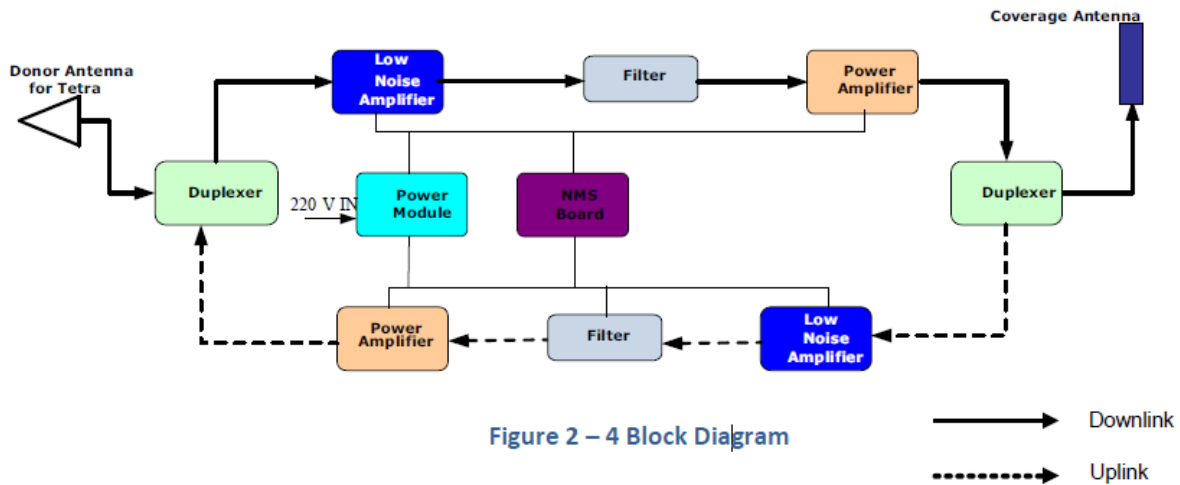 Coverage Antenna
Donor Antenna
for Tetra
Low
Noise
Amplifier
Filter
Power
Amplifier
Duplexer
220 V IN
Power
Module
NMS
Board
Duplexer
Power
Amplifier
Filter
Low
Noise
Amplifier
Figure 2 – 4 Block Diagram
Downlink
Uplink